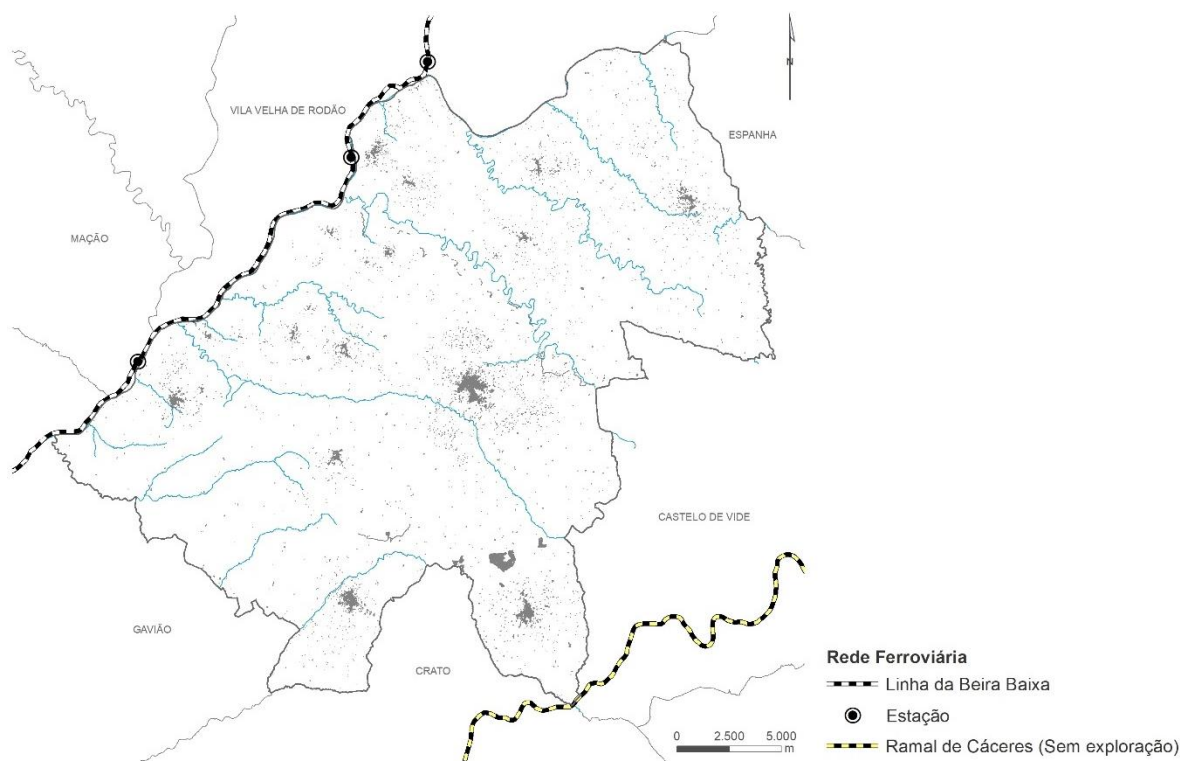 N
VILA VELHA DE RODÃO
ESPANHA
MAÇÃO
CASTELO DE VIDE
GAVIÃO
CRATO
Rede Ferroviária
Linha da Beira Baixa
Estação
Ramal de Cáceres (Sem exploração)
0 2.500 5.000
m